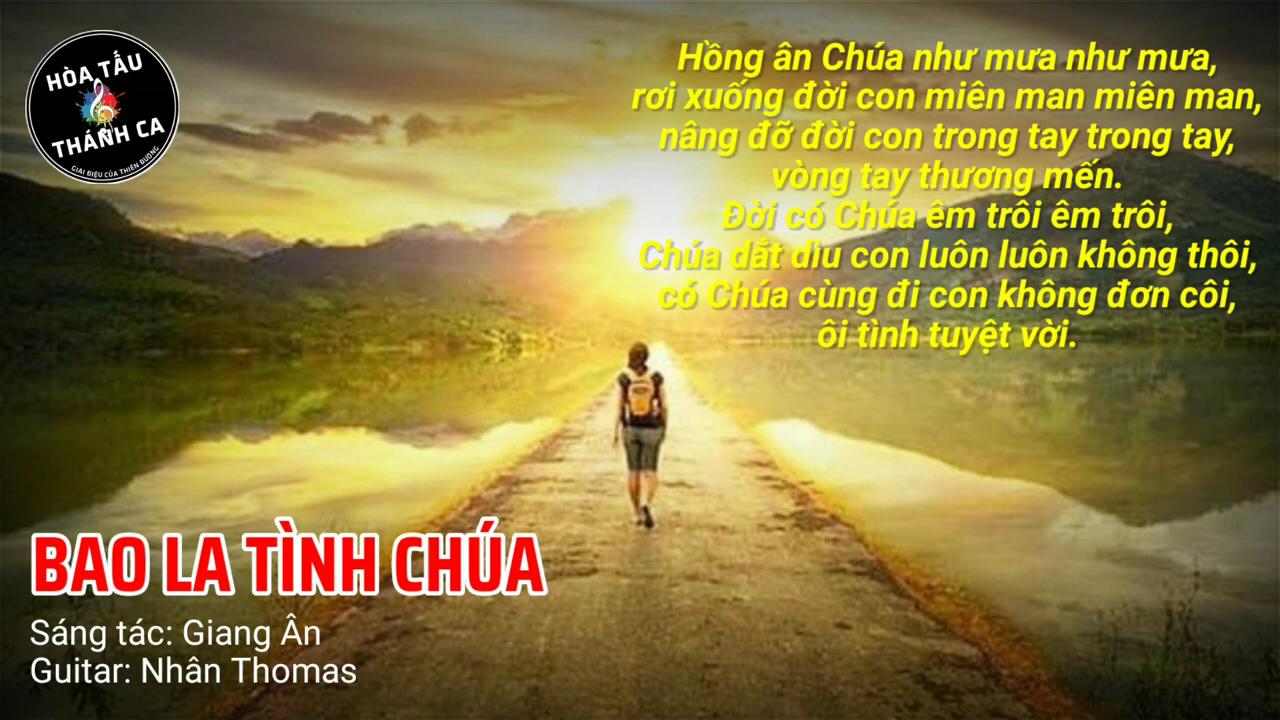 HÒA TẤU
THÁNH CA
GIAI ĐIỆU CỦA THIÊN ĐƯỜNG
Hồng ân Chúa như mưa như mưa,
rơi xuống đời con miên man miên man,
nâng đỡ đời con trong tay trong tay,
vòng tay thương mến.
Đời có Chúa êm trôi êm trôi,
Chúa dắt dìu con luôn luôn không thôi,
có Chúa cùng đi con không đơn côi,
ôi tình tuyệt vời.
BAO LA TÌNH CHÚA
Sáng tác: Giang Ân
Guitar: Nhân Thomas